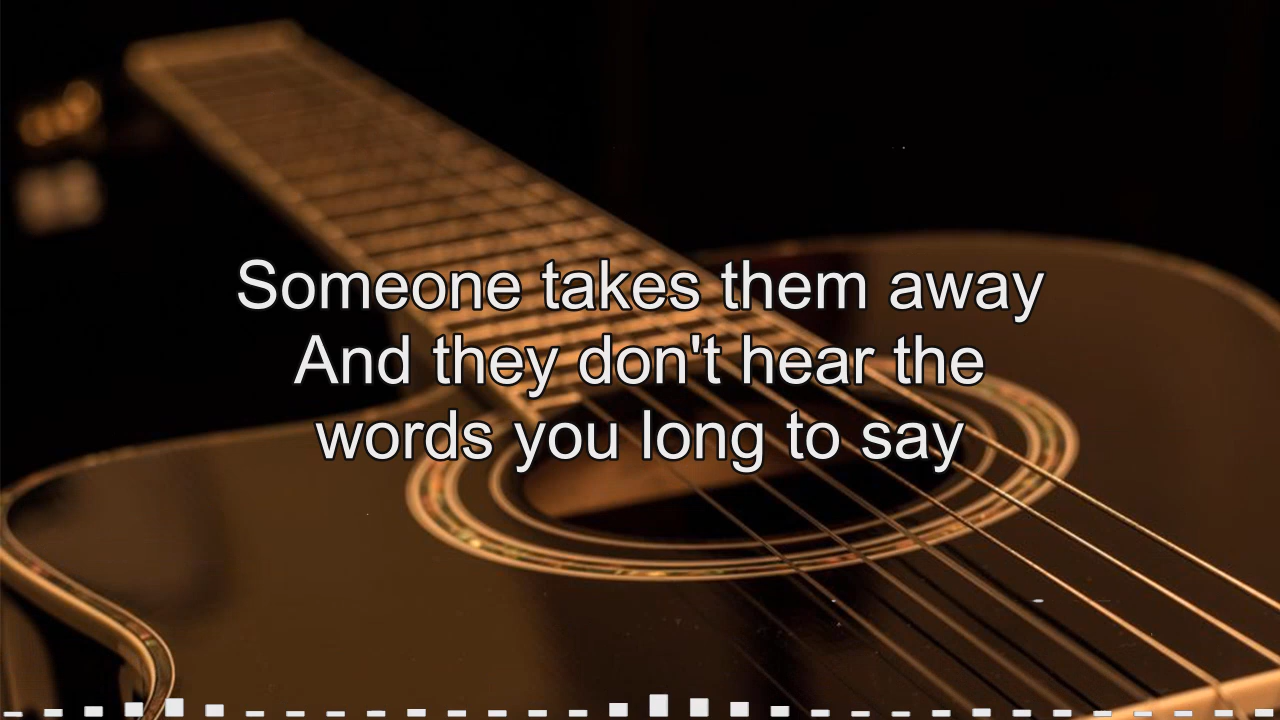 Someone takes them away
And they don't hear the
words you long to say